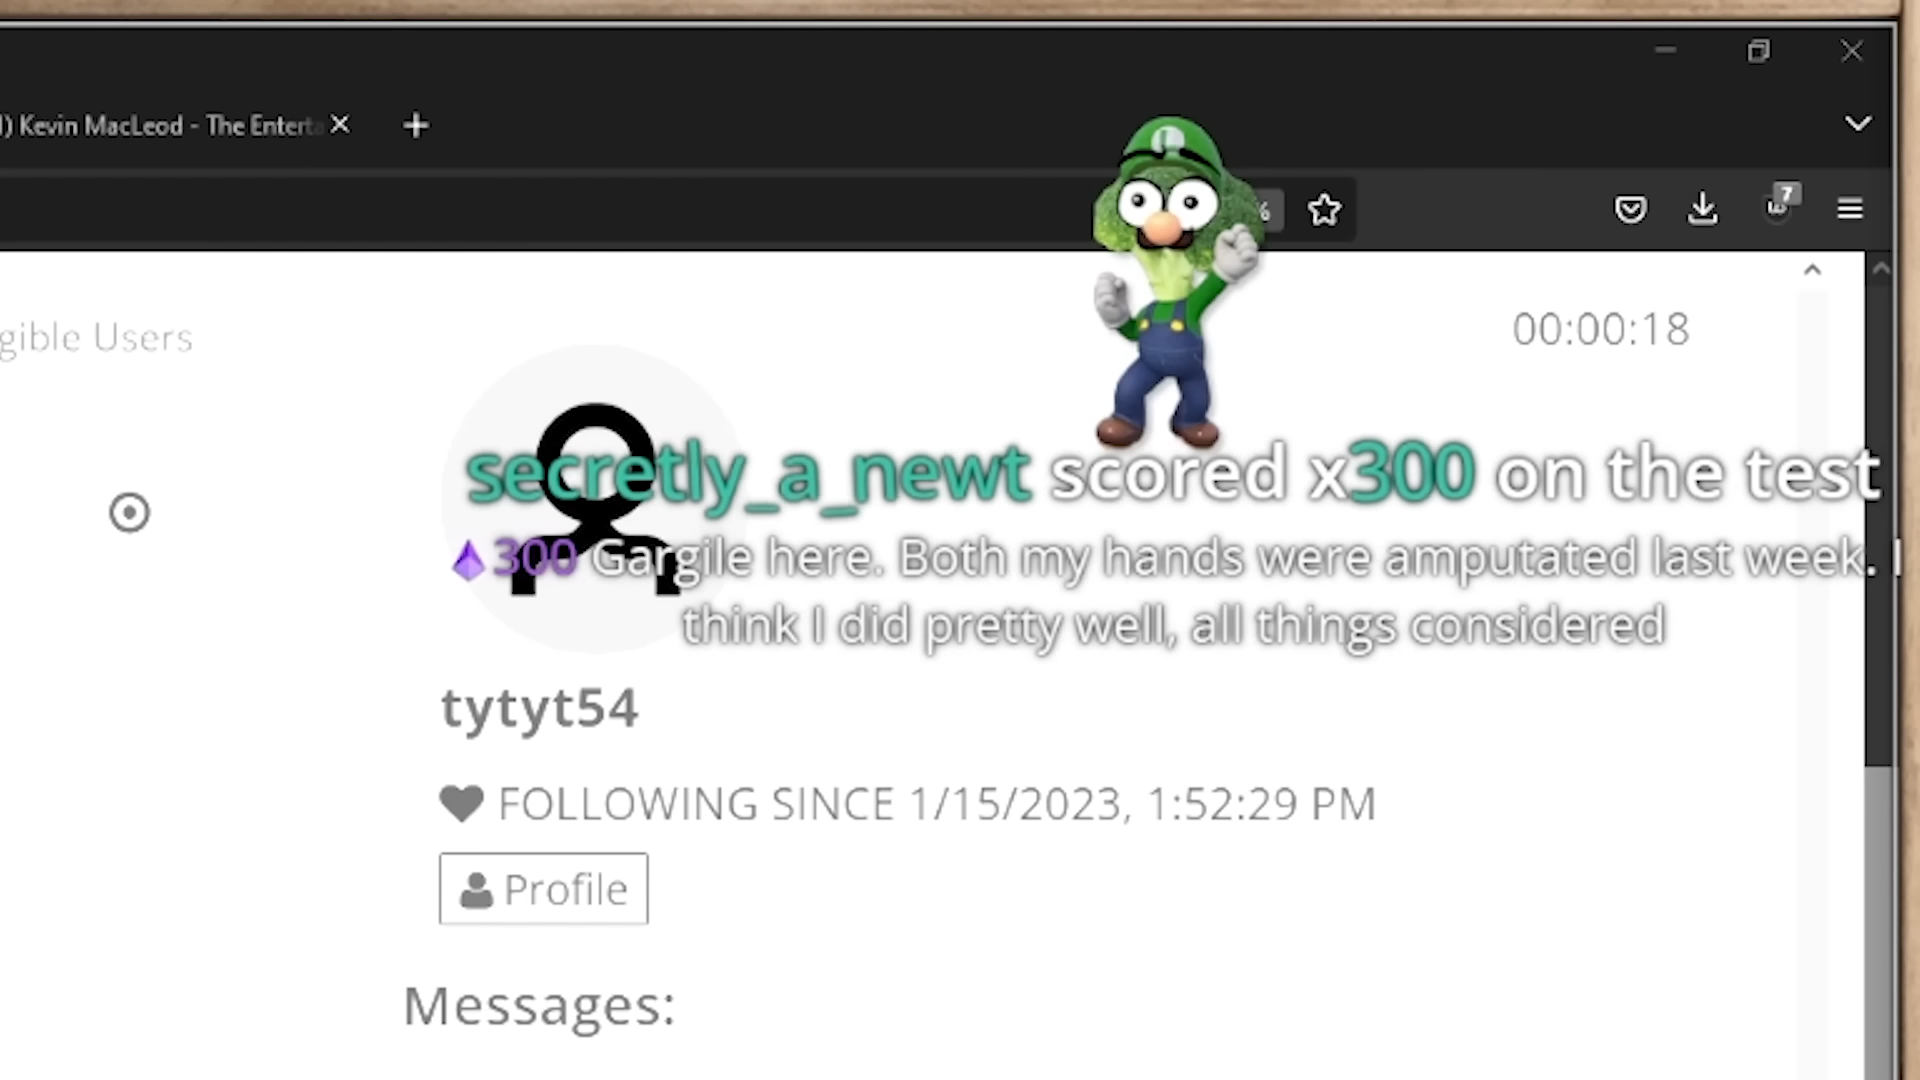 l) Kevin MacLeod - The Enterta
7
%
gible Users
00:00:18
secretly_a_newt scored x300 on the test
300 Gargile here. Both my hands were amputated last week. I
think I did pretty well, all things considered
tytyt54
FOLLOWING SINCE 1/15/2023, 1:52:29 PM
Profile
Messages: